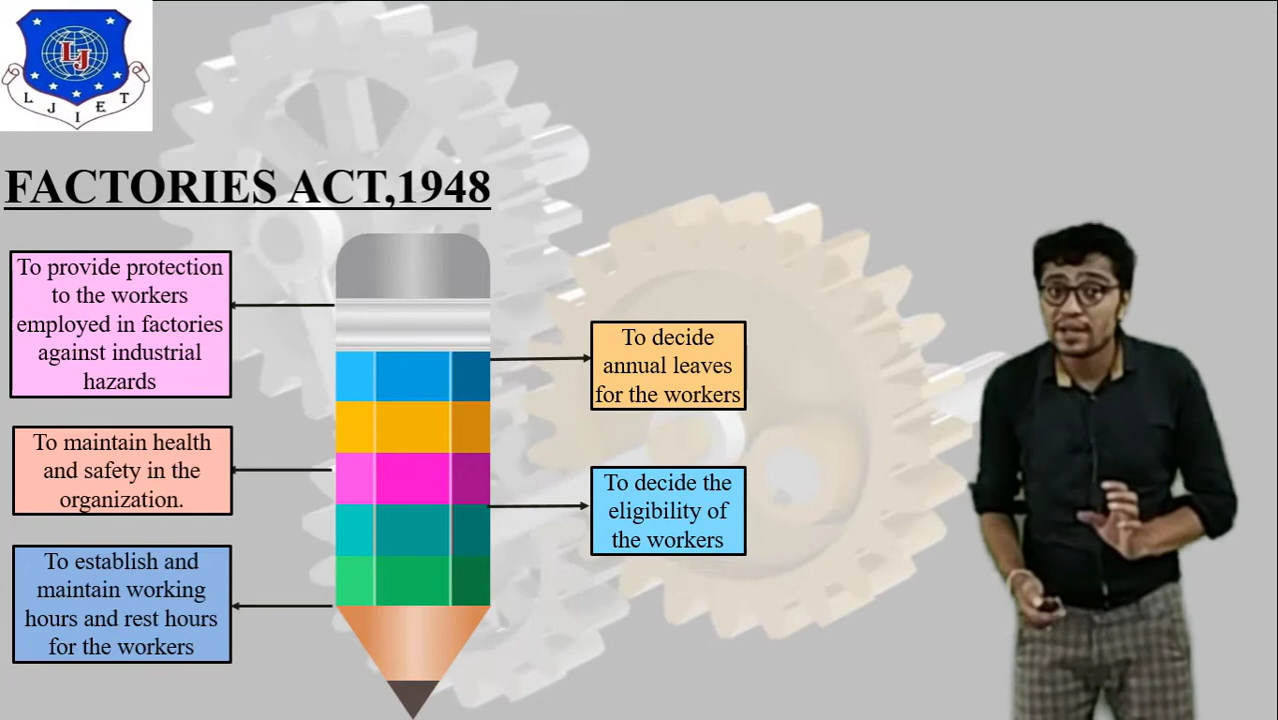 LJ
L J I E T
FACTORIES ACT,1948
To provide protection
to the workers
employed in factories
against industrial
hazards
To maintain health
and safety in the
organization.
To establish and
maintain working
hours and rest hours
for the workers
To decide
annual leaves
for the workers
To decide the
eligibility of
the workers